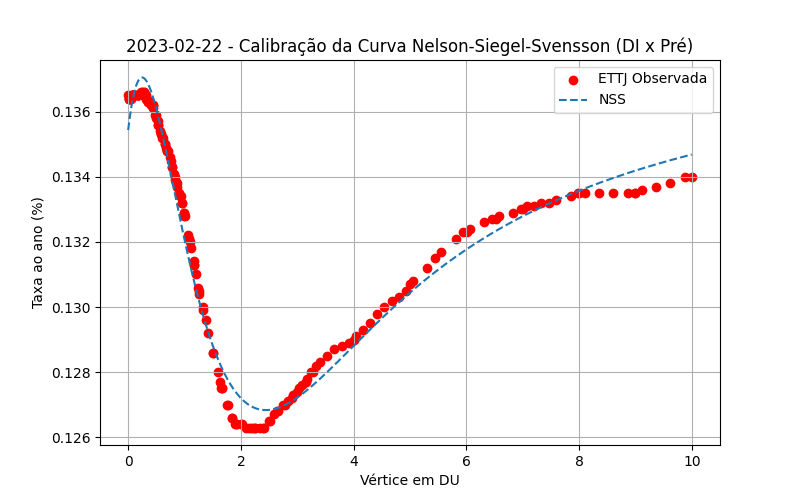 2023-02-22 - Calibração da Curva Nelson-Siegel-Svensson (DI x Pré)
ETTJ Observada
NSS
Taxa ao ano (%)
0.136
0.134
0.132
0.130
0.128
0.126
0
2
4
6
8
10
Vértice em DU